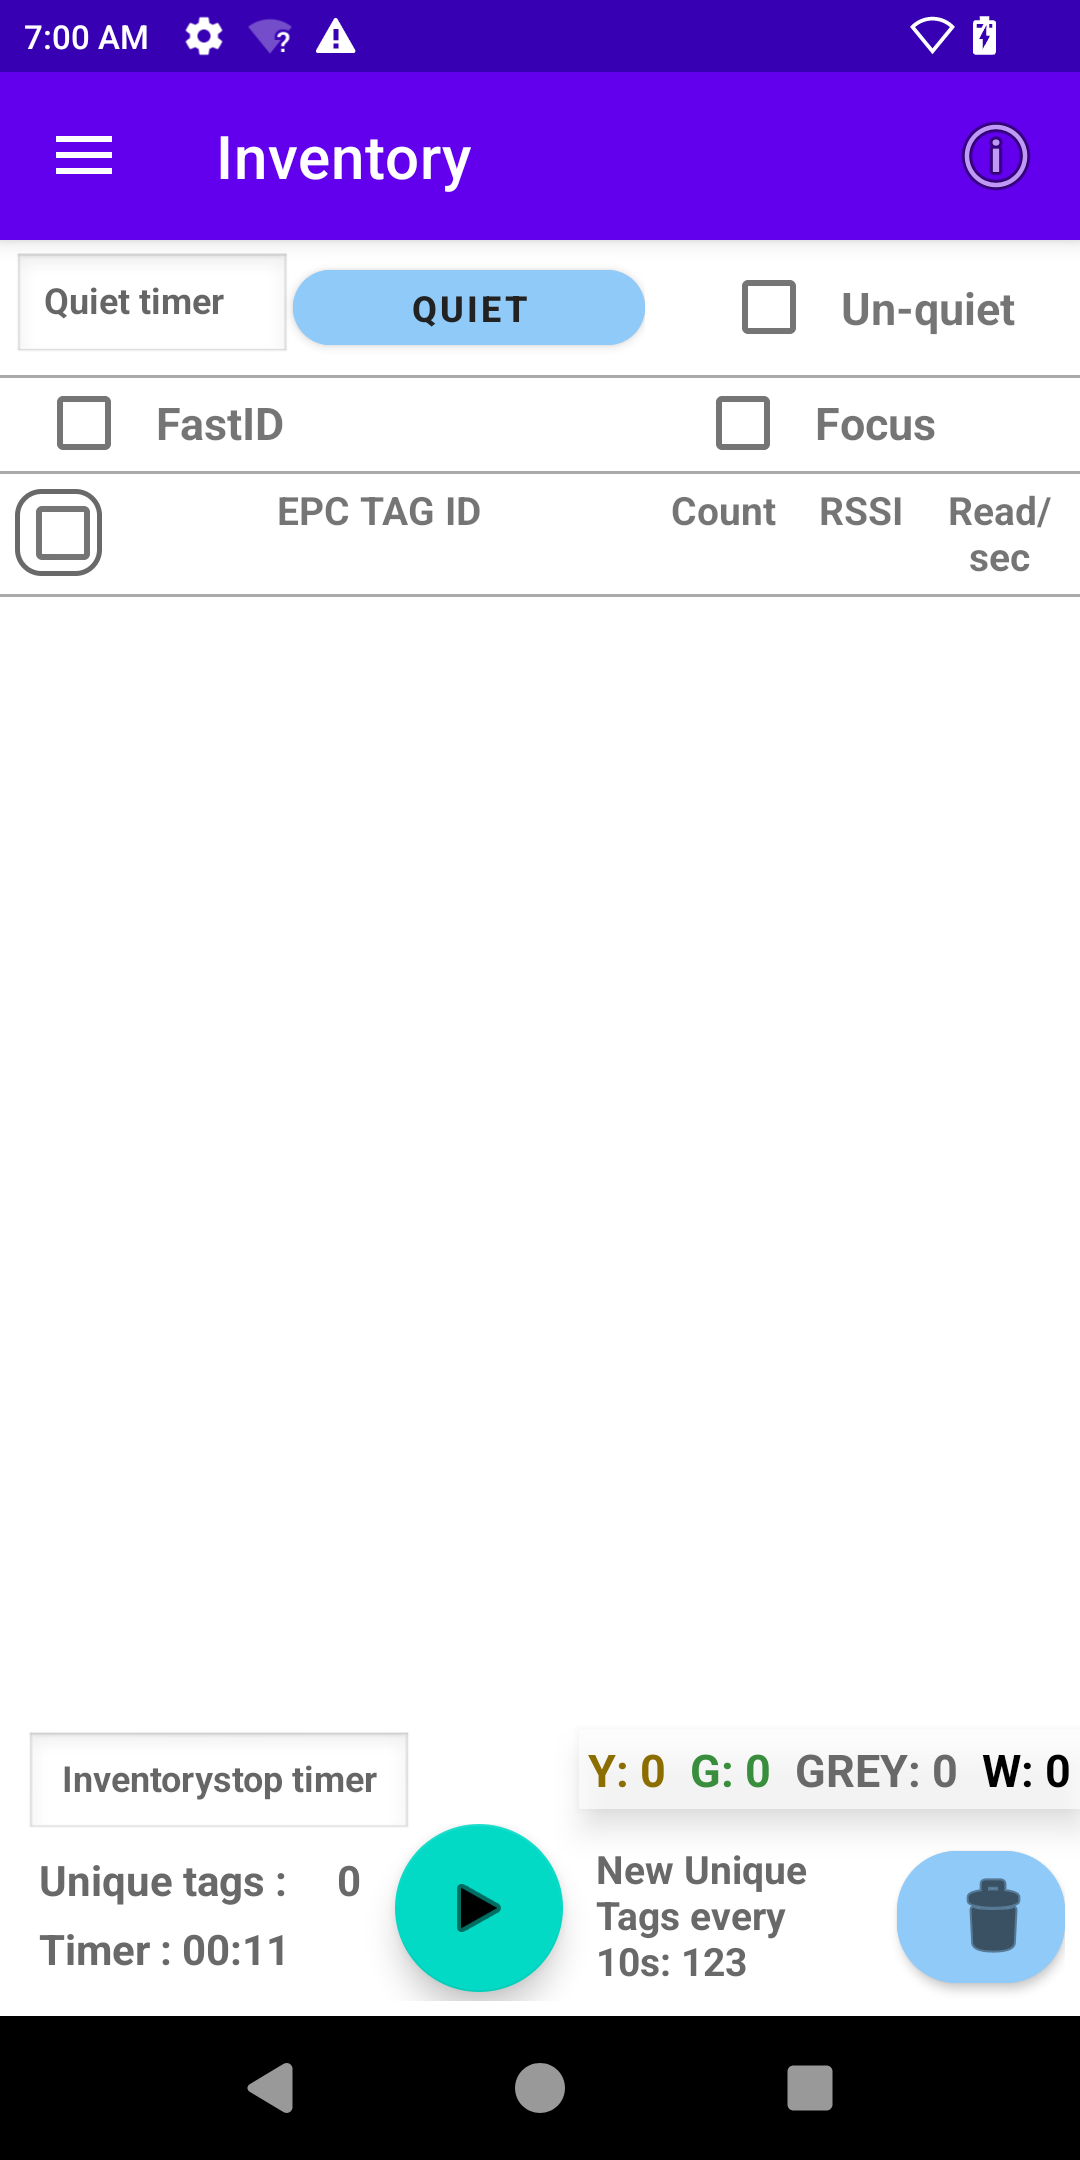 7:00 AM
Inventory
Quiet timer
QUIET
Un-quiet
FastID
Focus
EPC TAG ID
Count
RSSI
Read/
sec
Inventorystop timer
Y: 0 G: 0 GREY: 0 W: 0
Unique tags : 0
Timer : 00:11
New Unique
Tags every
10s: 123